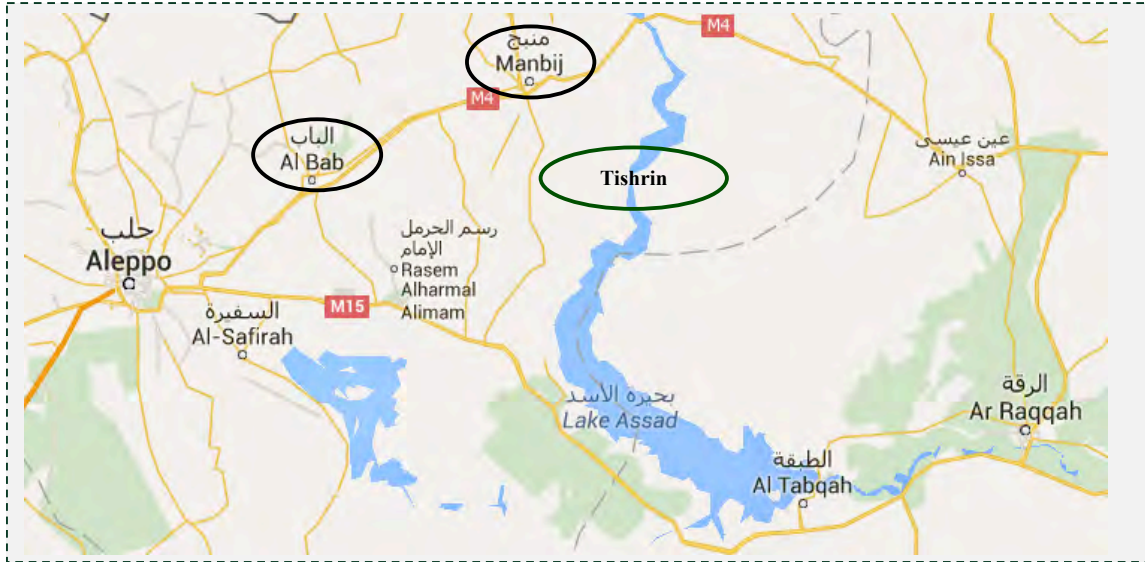 M4
منبج
Manbij
M4
الباب
Al Bab
عين عيسى
Ain Issa
Tishrin
حلب
Aleppo
رسم الحرمل
الإمام
Rasem
Alharmal
Alimam
M15
السفيرة
Al-Safirah
بحيرة الأسد
Lake Assad
الرقة
Ar Raqqah
الطبقة
Al Tabqah